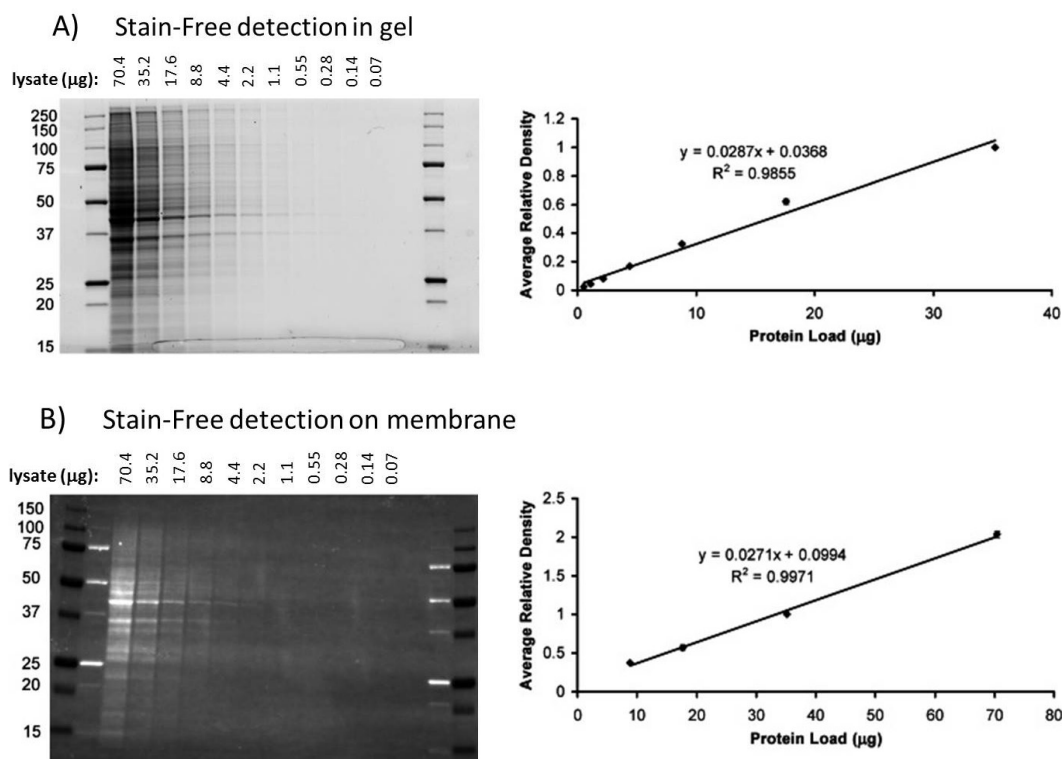 A) Stain-Free detection in gel
lysate (µg): 70.4 35.2 17.6 8.8 4.4 2.2 1.1 0.55 0.28 0.14 0.07
250
150
100
75
50
37
25
20
15
Average Relative Density
1.2
1
0.8
0.6
0.4
0.2
0
y = 0.0287x + 0.0368
R² = 0.9855
0 10 20 30 40
Protein Load (µg)
B) Stain-Free detection on membrane
lysate (µg): 70.4 35.2 17.6 8.8 4.4 2.2 1.1 0.55 0.28 0.14 0.07
150
100
75
50
37
25
20
15
Average Relative Density
2.5
2
1.5
1
0.5
0
y = 0.0271x + 0.0994
R² = 0.9971
0 10 20 30 40 50 60 70 80
Protein Load (µg)